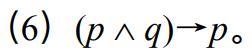 (6) (p ∧ q)→p。